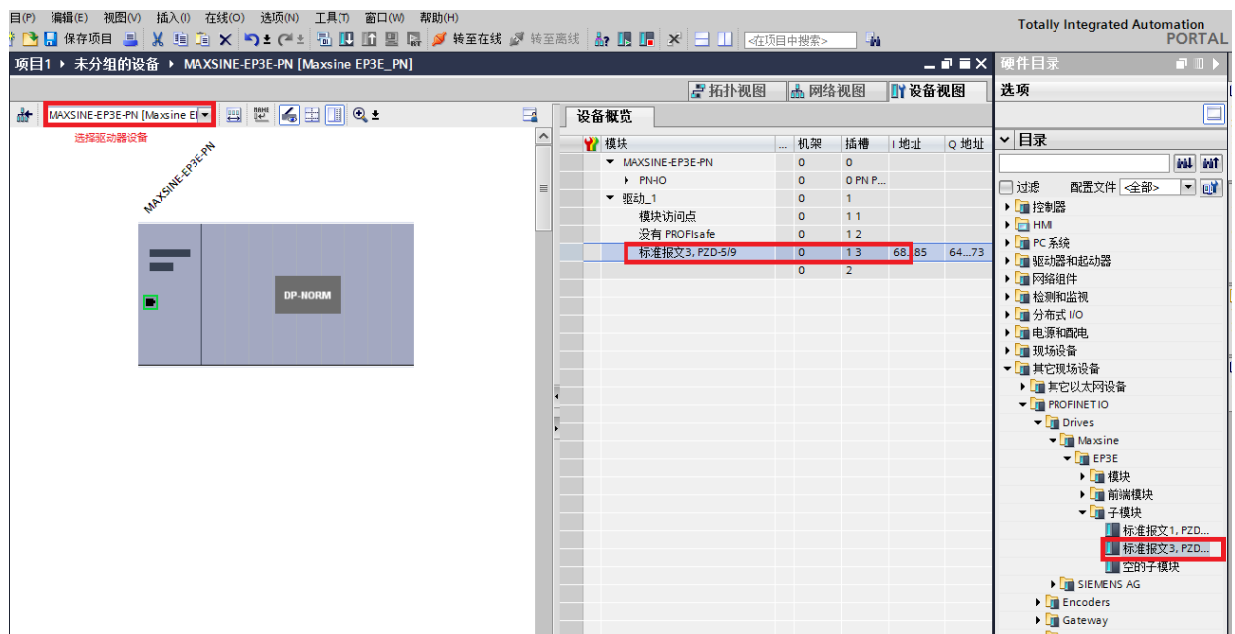 目(P) 编辑(E) 视图(V) 插入(I) 在线(O) 选项(N) 工具(T) 窗口(W) 帮助(H)
Totally Integrated Automation
PORTAL
保存项目 转至在线 转至离线 <在项目中搜索>
项目1 ▸ 未分组的设备 ▸ MAXSINE-EP3E-PN [Maxsine EP3E_PN]
硬件目录
拓扑视图 网络视图 设备视图
选项
MAXSINE-EP3E-PN [Maxsine E
选择驱动器设备
MAXSINE-EP3E-PN
DP-NORM
设备概览
模块 ... 机架 插槽 I 地址 Q 地址
MAXSINE-EP3E-PN 0 0
PN-IO 0 0 PN P...
驱动_1 0 1
模块访问点 0 1 1
没有 PROFIsafe 0 1 2
标准报文3, PZD-5/9 0 1 3 68...85 64...73
0 2
目录
过滤 配置文件 <全部>
控制器
HMI
PC 系统
驱动器和起动器
网络组件
检测和监视
分布式 I/O
电源和配电
现场设备
其它现场设备
其它以太网设备
PROFINET IO
Drives
Maxsine
EP3E
模块
前端模块
子模块
标准报文1, PZD...
标准报文3, PZD...
空的子模块
SIEMENS AG
Encoders
Gateway